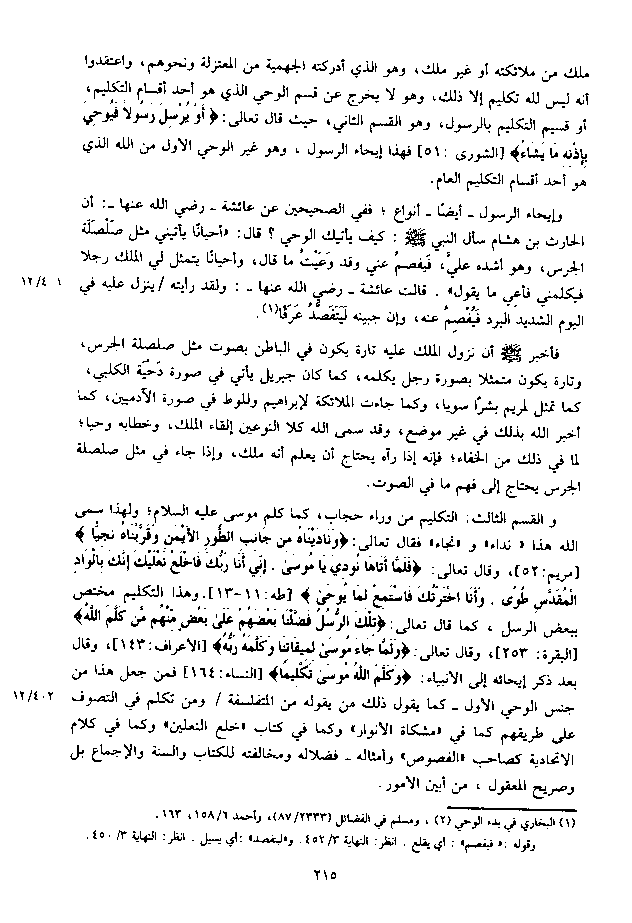 ملك من ملائكته أو غير ملك، وهو الذي أدركته الجهمية من المعتزلة ونحوهم، واعتقدوا
أنه ليس لله تكليم إلا ذلك، وهو لا يخرج عن قسم الوحي الذي هو أحد أقسام التكليم،
أو قسيم التكليم بالرسول، وهو القسم الثاني، حيث قال تعالى: ﴿أَوْ يُرْسِلَ رَسُولًا فَيُوحِيَ
بِإِذْنِهِ مَا يَشَاءُ﴾ [الشورى :٥١] فهذا إيحاء الرسول ، وهو غير الوحي الأول من الله الذي
هو أحد أقسام التكليم العام.
وإيحاء الرسول ـ أيضًا ـ أنواع ؛ ففي الصحيحين عن عائشة ـ رضي الله عنها ـ: أن
الحارث بن هشام سأل النبي ﷺ : كيف يأتيك الوحي ؟ قال: «أحيانًا يأتيني مثل صَلْصَلَة
الجرس، وهو أشده عليَّ، فَيَفْصِمُ عني وقد وَعَيْتُ ما قال، وأحيانًا يتمثل لي الملك رجلا
فيكلمني فأعي ما يقول» . قالت عائشة ـ رضي الله عنها ـ : ولقد رأيته /ينزل عليه في
١٢/٤٠١
اليوم الشديد البرد فَيُفْصِمُ عنه، وإن جبينه لَيَتَفَصَّدُ عَرَقًا(١).
فأخبر ﷺ أن نزول الملك عليه تارة يكون في الباطن بصوت مثل صلصلة الجرس،
وتارة يكون متمثلا بصورة رجل يكلمه، كما كان جبريل يأتي في صورة دَحْيَة الكلبي،
كما تمثل لمريم بشرًا سويا، وكما جاءت الملائكة لإبراهيم وللوط في صورة الآدميين، كما
أخبر الله بذلك في غير موضع، وقد سمى الله كلا النوعين إلقاء الملك، وخطابه وحيا؛
لما في ذلك من الخفاء؛ فإنه إذا رآه يحتاج أن يعلم أنه ملك، وإذا جاء في مثل صلصلة
الجرس يحتاج إلى فهم ما في الصوت.
و القسم الثالث: التكليم من وراء حجاب، كما كلم موسى عليه السلام؛ ولهذا سمى
الله هذا « نداء» و «نجاء» فقال تعالى: ﴿وَنَادَيْنَاهُ مِن جَانِبِ الطُّورِ الأَيْمَنِ وَقَرَّبْنَاهُ نَجِيًّا ﴾
[مريم:٥٢]، وقال تعالى: ﴿فَلَمَّا أَتَاهَا نُودِيَ يَا مُوسَىٰ . إِنِّي أَنَا رَبُّكَ فَاخْلَعْ نَعْلَيْكَ إِنَّكَ بِالْوَادِ
الْمُقَدَّسِ طُوًى . وَأَنَا اخْتَرْتُكَ فَاسْتَمِعْ لِمَا يُوحَىٰ ﴾ [طه:١١-١٣].وهذا التكليم مختص
ببعض الرسل ، كما قال تعالى: ﴿تِلْكَ الرُّسُلُ فَضَّلْنَا بَعْضَهُمْ عَلَىٰ بَعْضٍ مِّنْهُم مَّن كَلَّمَ اللَّهُ﴾
[البقرة: ٢٥٣]، وقال تعالى: ﴿وَلَمَّا جَاءَ مُوسَىٰ لِمِيقَاتِنَا وَكَلَّمَهُ رَبُّهُ﴾ [الأعراف:١٤٣]، وقال
بعد ذكر إيحائه إلى الأنبياء: ﴿وَكَلَّمَ اللَّهُ مُوسَىٰ تَكْلِيمًا﴾ [النساء:١٦٤] فمن جعل هذا من
جنس الوحي الأول ـ كما يقول ذلك من يقوله من المتفلسفة / ومن تكلم في التصوف
١٢/٤٠٢
على طريقهم كما في «مشكاة الأنوار» وكما في كتاب «خلع النعلين» وكما في كلام
الاتحادية كصاحب «الفصوص» وأمثاله ـ فضلاله ومخالفته للكتاب والسنة والإجماع بل
وصريح المعقول ، من أبين الأمور.
(١) البخاري في بدء الوحي (٢) ، ومسلم في الفضائل (٨٧/٢٣٣٣)، وأحمد ١٥٨/٦، ١٦٣.
وقوله :« فيفصم» : أي يقلع . انظر: النهاية ٤٥٢/٣. و«ليتفصد» :أي يسيل . انظر: النهاية ٤٥٠/٣ .
٢١٥